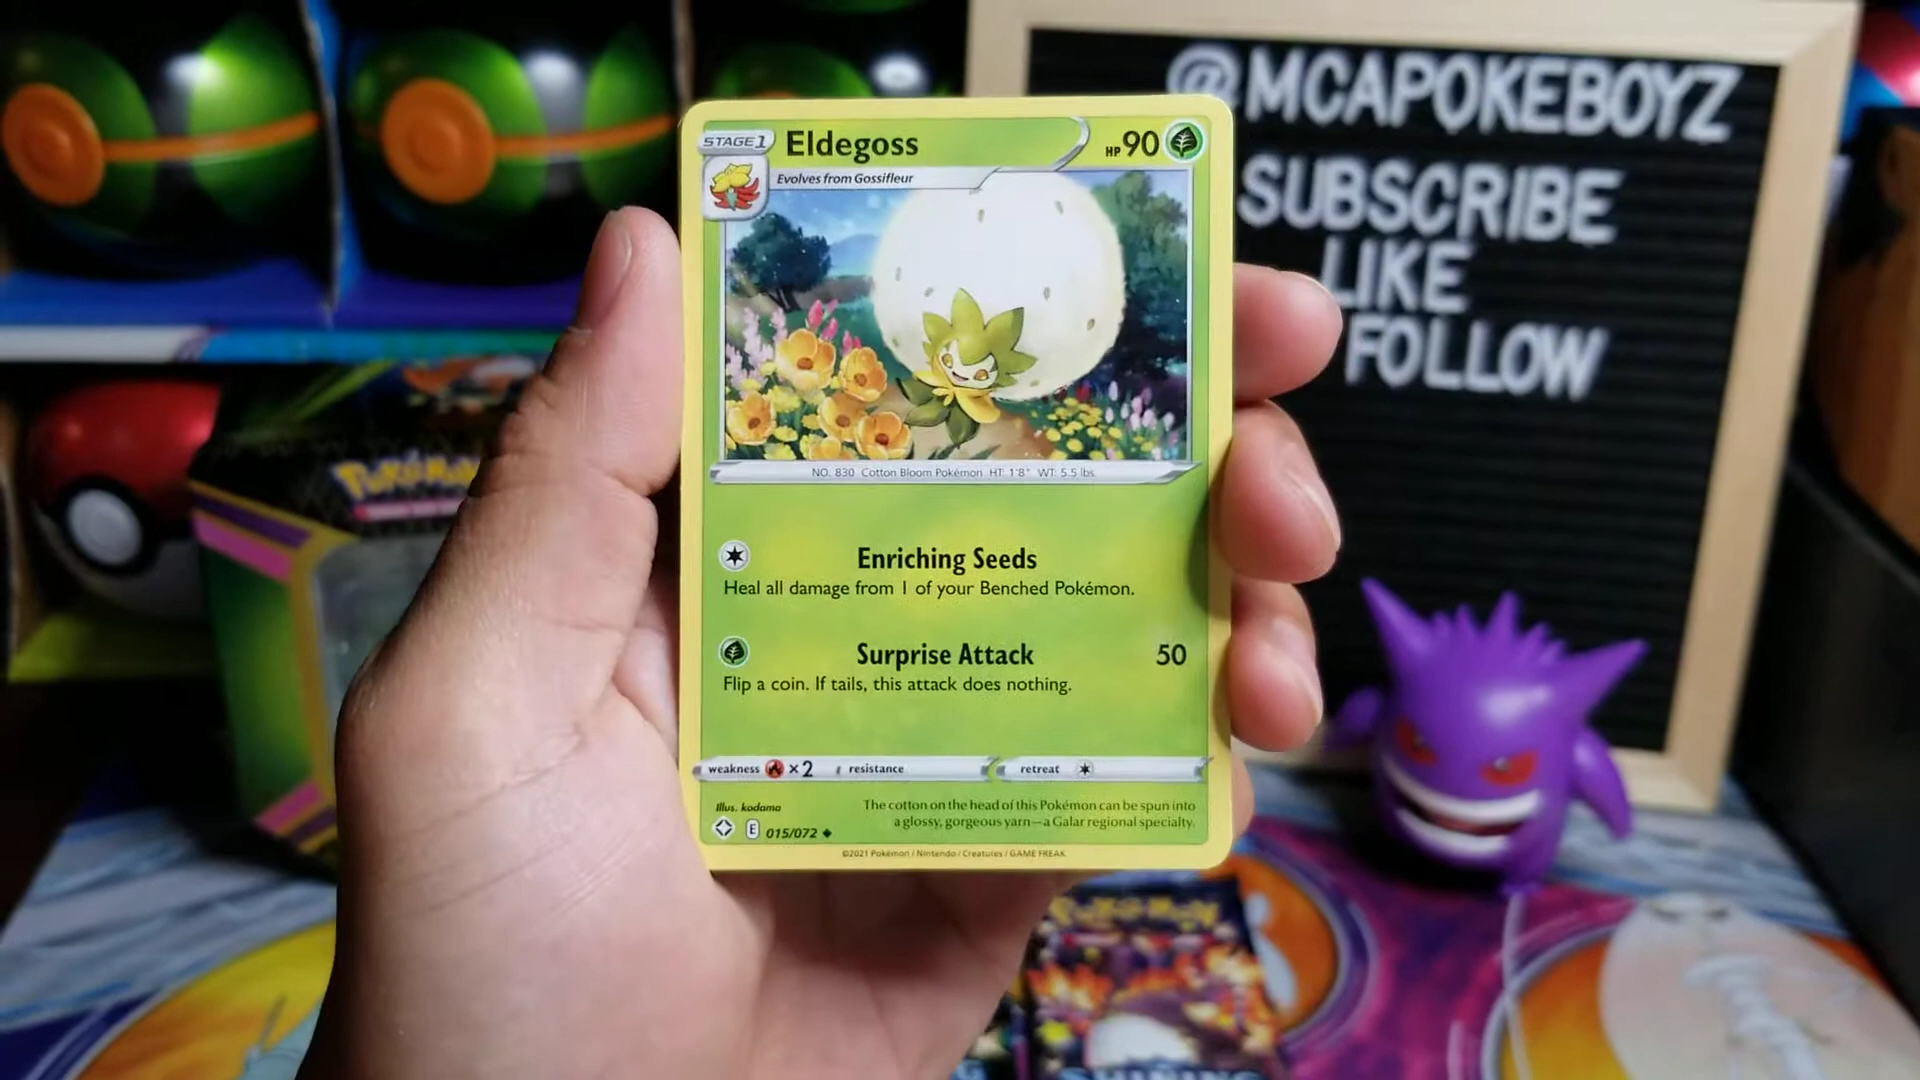 @MCAPOKEBOYZ
SUBSCRIBE
LIKE
FOLLOW
STAGE 1
Eldegoss
HP 90
Evolves from Gossifleur
NO. 830 Cotton Bloom Pokémon HT: 1'8" WT: 5.5 lbs.
Enriching Seeds
Heal all damage from 1 of your Benched Pokémon.
Surprise Attack 50
Flip a coin. If tails, this attack does nothing.
weakness ×2 resistance retreat
Illus. kodama
The cotton on the head of this Pokémon can be spun into
a glossy, gorgeous yarn—a Galar regional specialty.
E 015/072
©2021 Pokémon / Nintendo / Creatures / GAME FREAK
Pokémon
Pokémon
SHINING